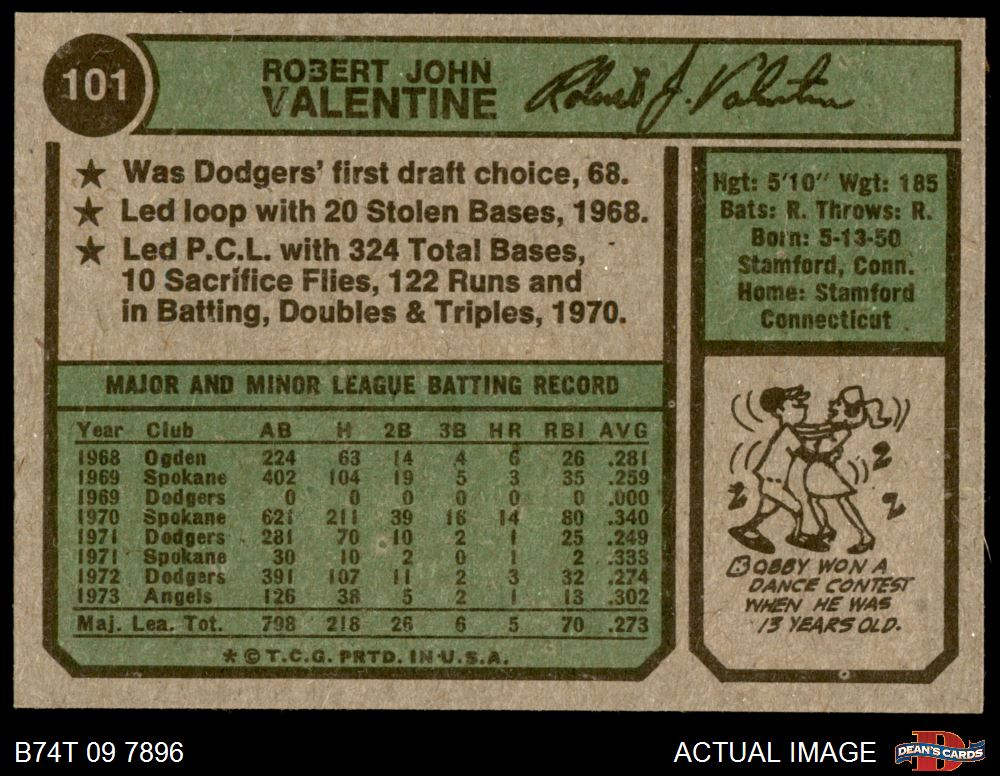 101
ROBERT JOHN
VALENTINE
Robert J. Valentine
★ Was Dodgers' first draft choice, 68.
★ Led loop with 20 Stolen Bases, 1968.
★ Led P.C.L. with 324 Total Bases,
10 Sacrifice Flies, 122 Runs and
in Batting, Doubles & Triples, 1970.
Hgt: 5'10" Wgt: 185
Bats: R. Throws: R.
Born: 5-13-50
Stamford, Conn.
Home: Stamford
Connecticut
MAJOR AND MINOR LEAGUE BATTING RECORD
Year Club AB H 2B 3B HR RBI AVG
1968 Ogden 224 63 14 4 6 26 .281
1969 Spokane 402 104 19 5 3 35 .259
1969 Dodgers 0 0 0 0 0 0 .000
1970 Spokane 621 211 39 16 14 80 .340
1971 Dodgers 281 70 10 2 1 25 .249
1971 Spokane 30 10 2 0 1 2 .333
1972 Dodgers 391 107 11 2 3 32 .274
1973 Angels 126 38 5 2 1 13 .302
Maj. Lea. Tot. 798 218 26 6 5 70 .273
★ © T.C.G. PRTD. IN U.S.A.
BOBBY WON A
DANCE CONTEST
WHEN HE WAS
13 YEARS OLD.
B74T 09 7896
ACTUAL IMAGE
DEAN'S CARDS